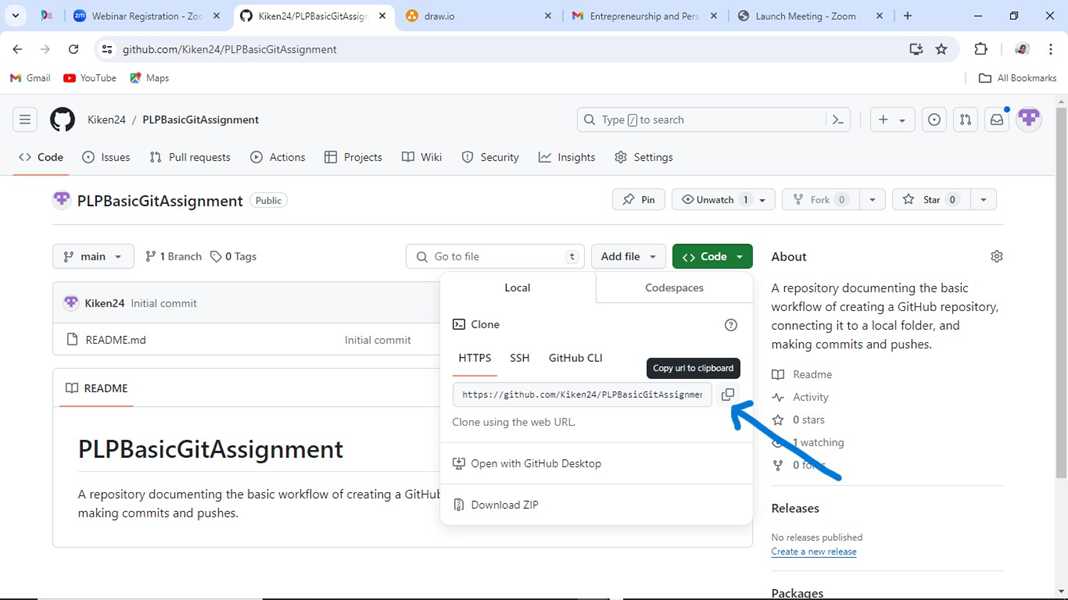 Webinar Registration - Zoo
Kiken24/PLPBasicGitAssign
draw.io
Entrepreneurship and Pers
Launch Meeting - Zoom
github.com/Kiken24/PLPBasicGitAssignment
Gmail
YouTube
Maps
All Bookmarks
Kiken24 / PLPBasicGitAssignment
Type / to search
Code
Issues
Pull requests
Actions
Projects
Wiki
Security
Insights
Settings
PLPBasicGitAssignment
Public
Pin
Unwatch 1
Fork 0
Star 0
main
1 Branch
0 Tags
Go to file
t
Add file
Code
About
Local
Codespaces
A repository documenting the basic
workflow of creating a GitHub repository,
connecting it to a local folder, and
making commits and pushes.
Kiken24 Initial commit
README.md
Initial commit
Clone
HTTPS
SSH
GitHub CLI
Copy url to clipboard
https://github.com/Kiken24/PLPBasicGitAssignmen
Clone using the web URL.
Open with GitHub Desktop
Download ZIP
README
PLPBasicGitAssignment
A repository documenting the basic workflow of creating a GitHub
making commits and pushes.
Readme
Activity
0 stars
1 watching
0
Releases
No releases published
Create a new release
Packages